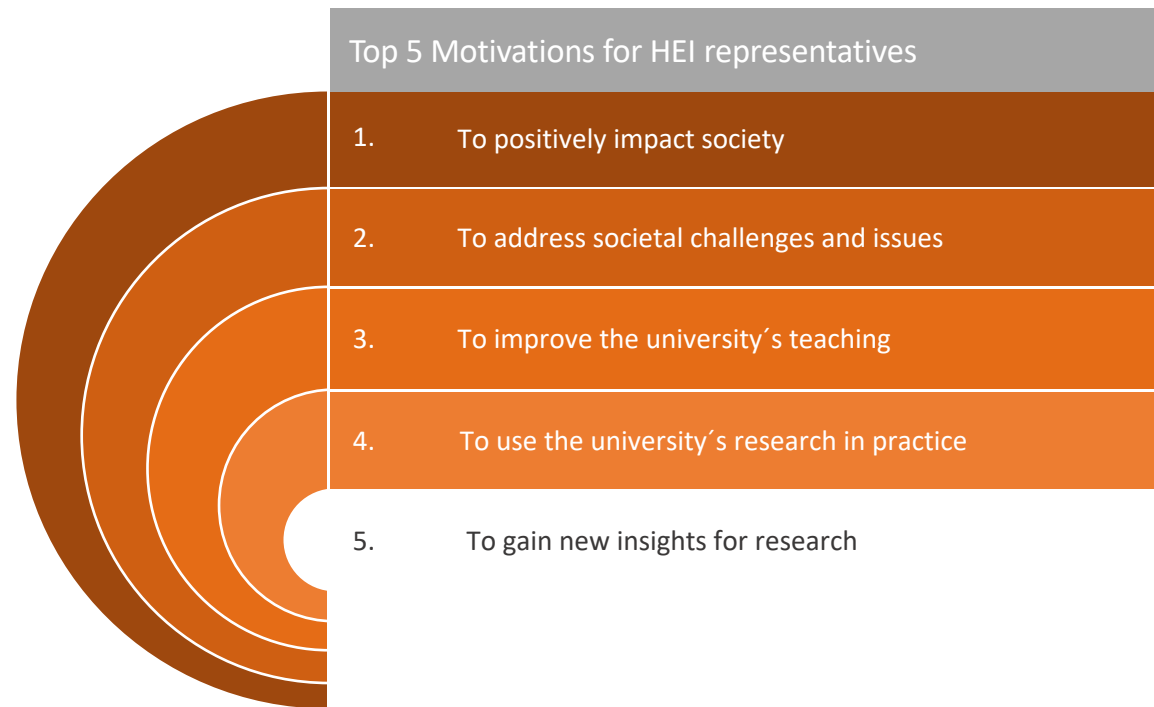 Top 5 Motivations for HEI representatives
1. To positively impact society
2. To address societal challenges and issues
3. To improve the university´s teaching
4. To use the university´s research in practice
5. To gain new insights for research